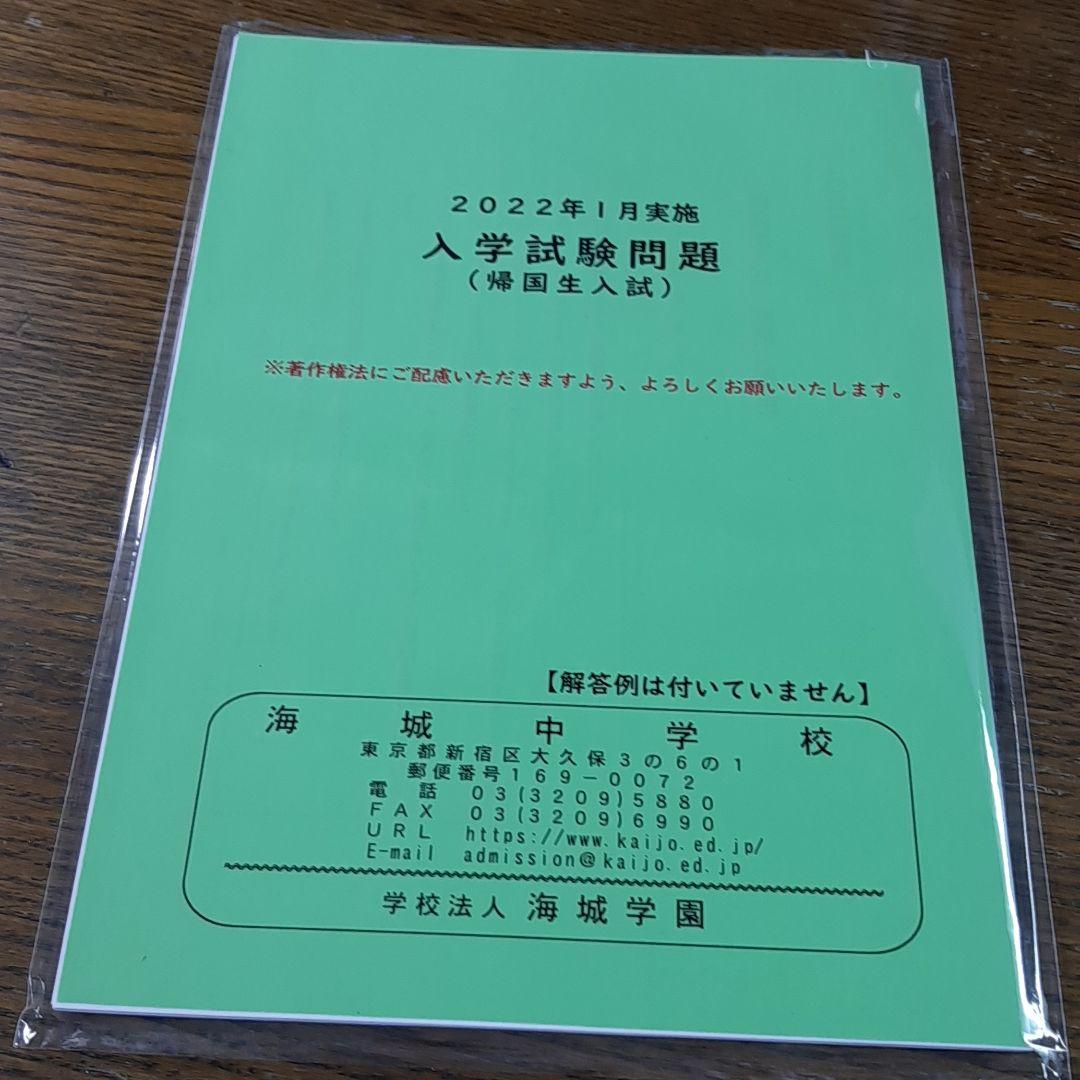 2022年1月実施
入学試験問題
(帰国生入試)
※著作権法にご配慮いただきますよう、よろしくお願いいたします。
【解答例は付いていません】
海城中学校
東京都新宿区大久保3の6の1
郵便番号169-0072
電話 03(3209)5880
FAX 03(3209)6990
URL https://www.kaijo.ed.jp/
E-mail admission@kaijo.ed.jp
学校法人 海城学園